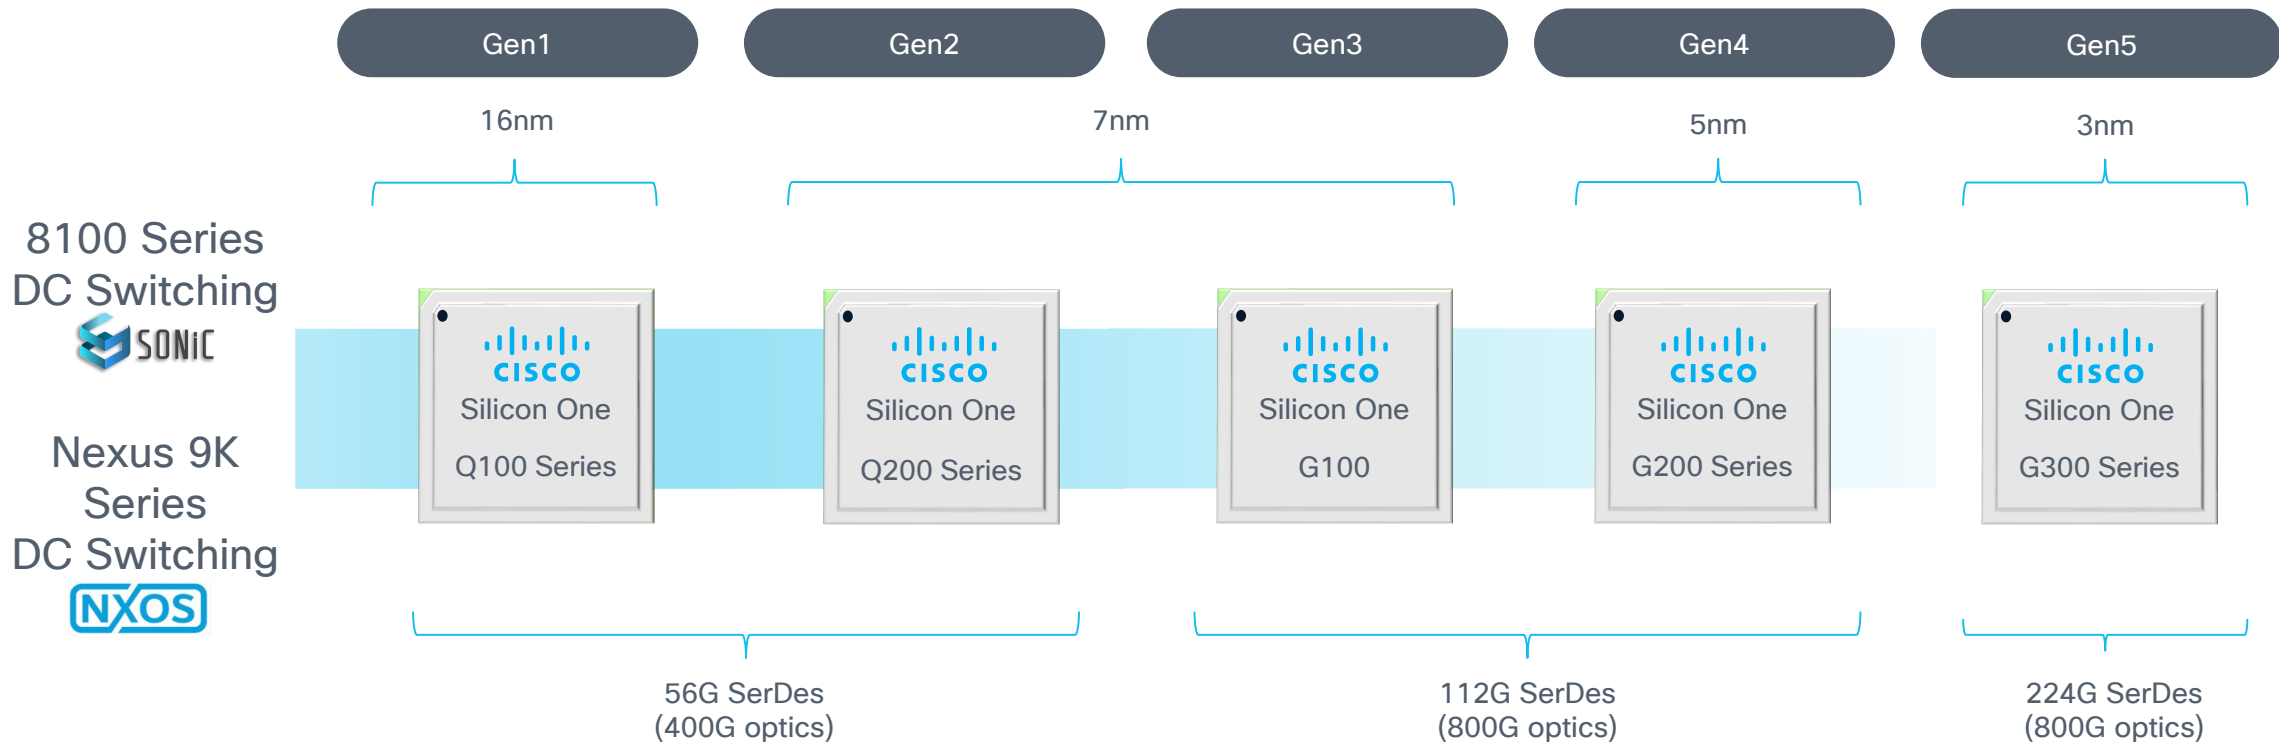 Gen1
Gen2
Gen3
Gen4
Gen5
16nm
7nm
5nm
3nm
8100 Series
DC Switching
SONiC
Nexus 9K
Series
DC Switching
NXOS
CISCO
Silicon One
Q100 Series
CISCO
Silicon One
Q200 Series
CISCO
Silicon One
G100
CISCO
Silicon One
G200 Series
CISCO
Silicon One
G300 Series
56G SerDes
(400G optics)
112G SerDes
(800G optics)
224G SerDes
(800G optics)